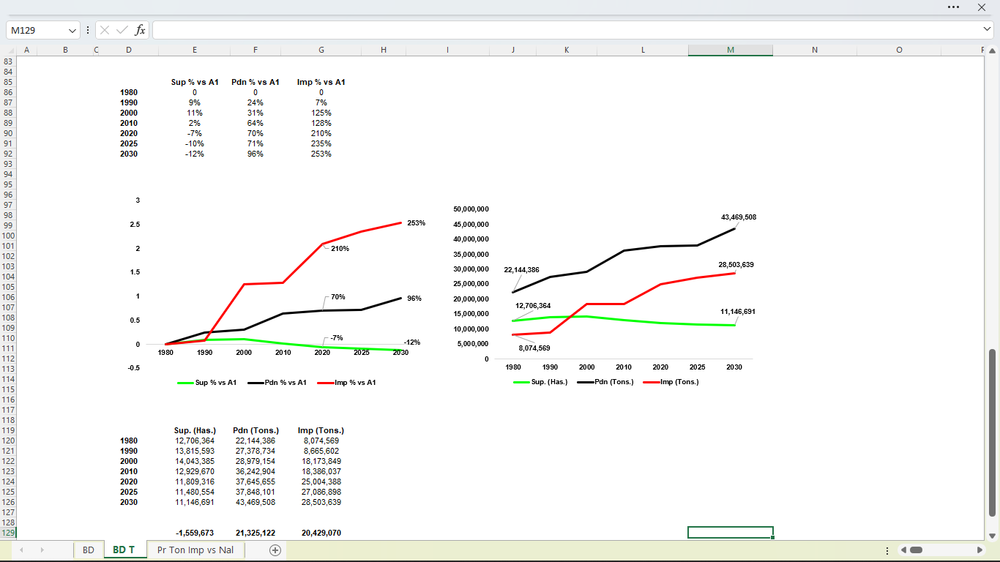 M129 fx
A B C D E F G H I J K L M N O
83
84
85 Sup % vs A1 Pdn % vs A1 Imp % vs A1
86 1980 0 0 0
87 1990 9% 24% 7%
88 2000 11% 31% 125%
89 2010 2% 64% 128%
90 2020 -7% 70% 210%
91 2025 -10% 71% 235%
92 2030 -12% 96% 253%
93
94
95
96
97
98
99
100
101
102
103
104
105
106
107
108
109
110
111
112
113
114
115
116
117
118
3
2.5
2
1.5
1
0.5
0
-0.5
253%
210%
70%
96%
-7%
-12%
1980 1990 2000 2010 2020 2025 2030
Sup % vs A1 Pdn % vs A1 Imp % vs A1
50,000,000
45,000,000
40,000,000
35,000,000
30,000,000
25,000,000
20,000,000
15,000,000
10,000,000
5,000,000
0
43,469,508
28,503,639
22,144,386
12,706,364
11,146,691
8,074,569
1980 1990 2000 2010 2020 2025 2030
Sup. (Has.) Pdn (Tons.) Imp (Tons.)
119 Sup. (Has.) Pdn (Tons.) Imp (Tons.)
120 1980 12,706,364 22,144,386 8,074,569
121 1990 13,815,593 27,378,734 8,665,602
122 2000 14,043,385 28,979,154 18,173,849
123 2010 12,929,670 36,242,904 18,386,037
124 2020 11,809,316 37,645,655 25,004,388
125 2025 11,480,554 37,848,101 27,086,898
126 2030 11,146,691 43,469,508 28,503,639
127
128
129 -1,559,673 21,325,122 20,429,070
BD BD T Pr Ton Imp vs Nal